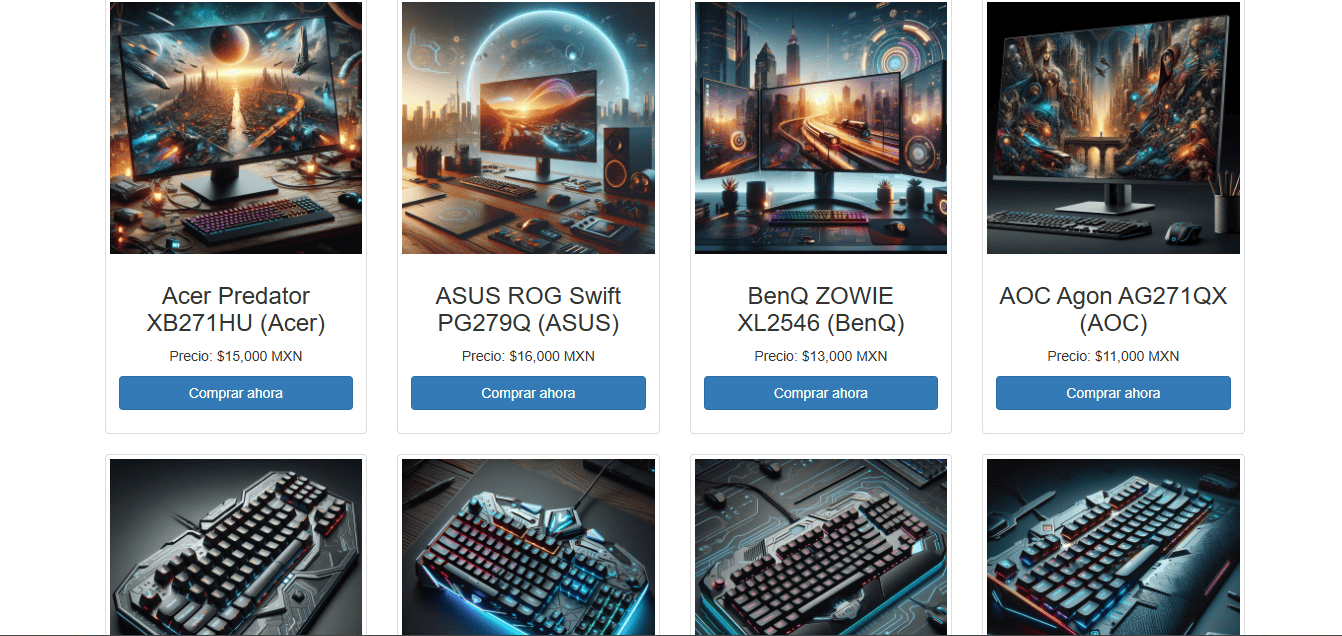 Acer Predator
XB271HU (Acer)
Precio: $15,000 MXN
Comprar ahora
ASUS ROG Swift
PG279Q (ASUS)
Precio: $16,000 MXN
Comprar ahora
BenQ ZOWIE
XL2546 (BenQ)
Precio: $13,000 MXN
Comprar ahora
AOC Agon AG271QX
(AOC)
Precio: $11,000 MXN
Comprar ahora